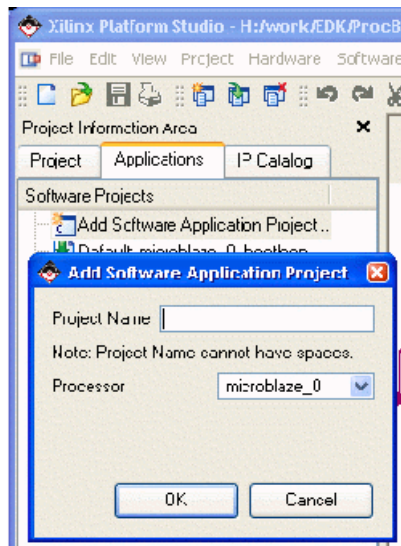 Xilinx Platform Studio - H:/work/EDK/ProcB
File Edit View Project Hardware Software
Project Information Area
Project Applications IP Catalog
Software Projects
Add Software Application Project...
Default: microblaze_0_bootloop
Add Software Application Project
Project Name
Note: Project Name cannot have spaces.
Processor microblaze_0
OK Cancel